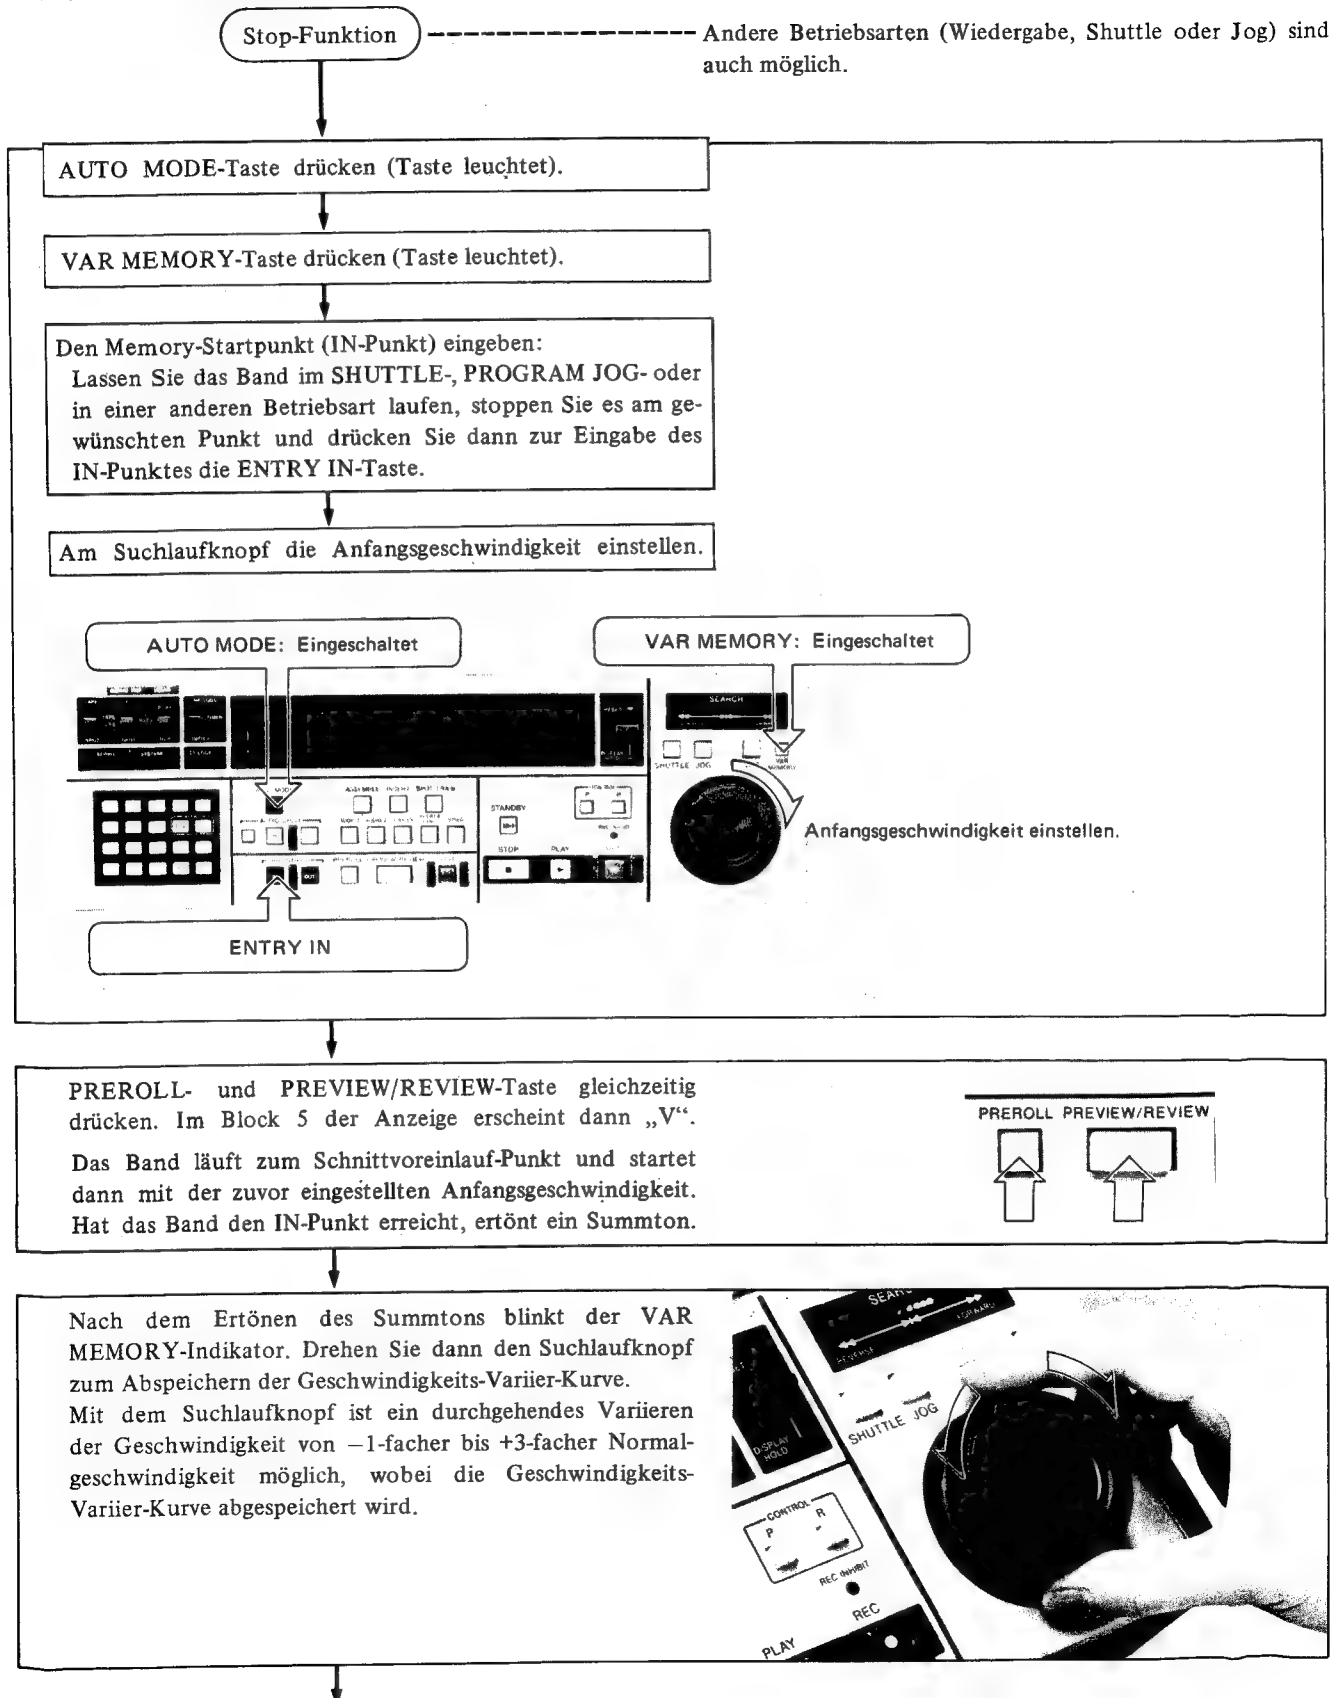 Stop-Funktion
Andere Betriebsarten (Wiedergabe, Shuttle oder Jog) sind
auch möglich.
AUTO MODE-Taste drücken (Taste leuchtet).
VAR MEMORY-Taste drücken (Taste leuchtet).
Den Memory-Startpunkt (IN-Punkt) eingeben:
Lassen Sie das Band im SHUTTLE-, PROGRAM JOG- oder
in einer anderen Betriebsart laufen, stoppen Sie es am ge-
wünschten Punkt und drücken Sie dann zur Eingabe des
IN-Punktes die ENTRY IN-Taste.
Am Suchlaufknopf die Anfangsgeschwindigkeit einstellen.
AUTO MODE: Eingeschaltet
VAR MEMORY: Eingeschaltet
SEARCH
SHUTTLE JOG
VAR
MEMORY
STANDBY
STOP PLAY
OUT
Anfangsgeschwindigkeit einstellen.
ENTRY IN
PREROLL- und PREVIEW/REVIEW-Taste gleichzeitig
drücken. Im Block 5 der Anzeige erscheint dann „V“.
Das Band läuft zum Schnittvoreinlauf-Punkt und startet
dann mit der zuvor eingestellten Anfangsgeschwindigkeit.
Hat das Band den IN-Punkt erreicht, ertönt ein Summton.
PREROLL PREVIEW/REVIEW
Nach dem Ertönen des Summtons blinkt der VAR
MEMORY-Indikator. Drehen Sie dann den Suchlaufknopf
zum Abspeichern der Geschwindigkeits-Variier-Kurve.
Mit dem Suchlaufknopf ist ein durchgehendes Variieren
der Geschwindigkeit von −1-facher bis +3-facher Normal-
geschwindigkeit möglich, wobei die Geschwindigkeits-
Variier-Kurve abgespeichert wird.
REVERSE
FORWARD
SHUTTLE JOG
DISPLAY
HOLD
CONTROL
P R
REC INHIBIT
PLAY REC